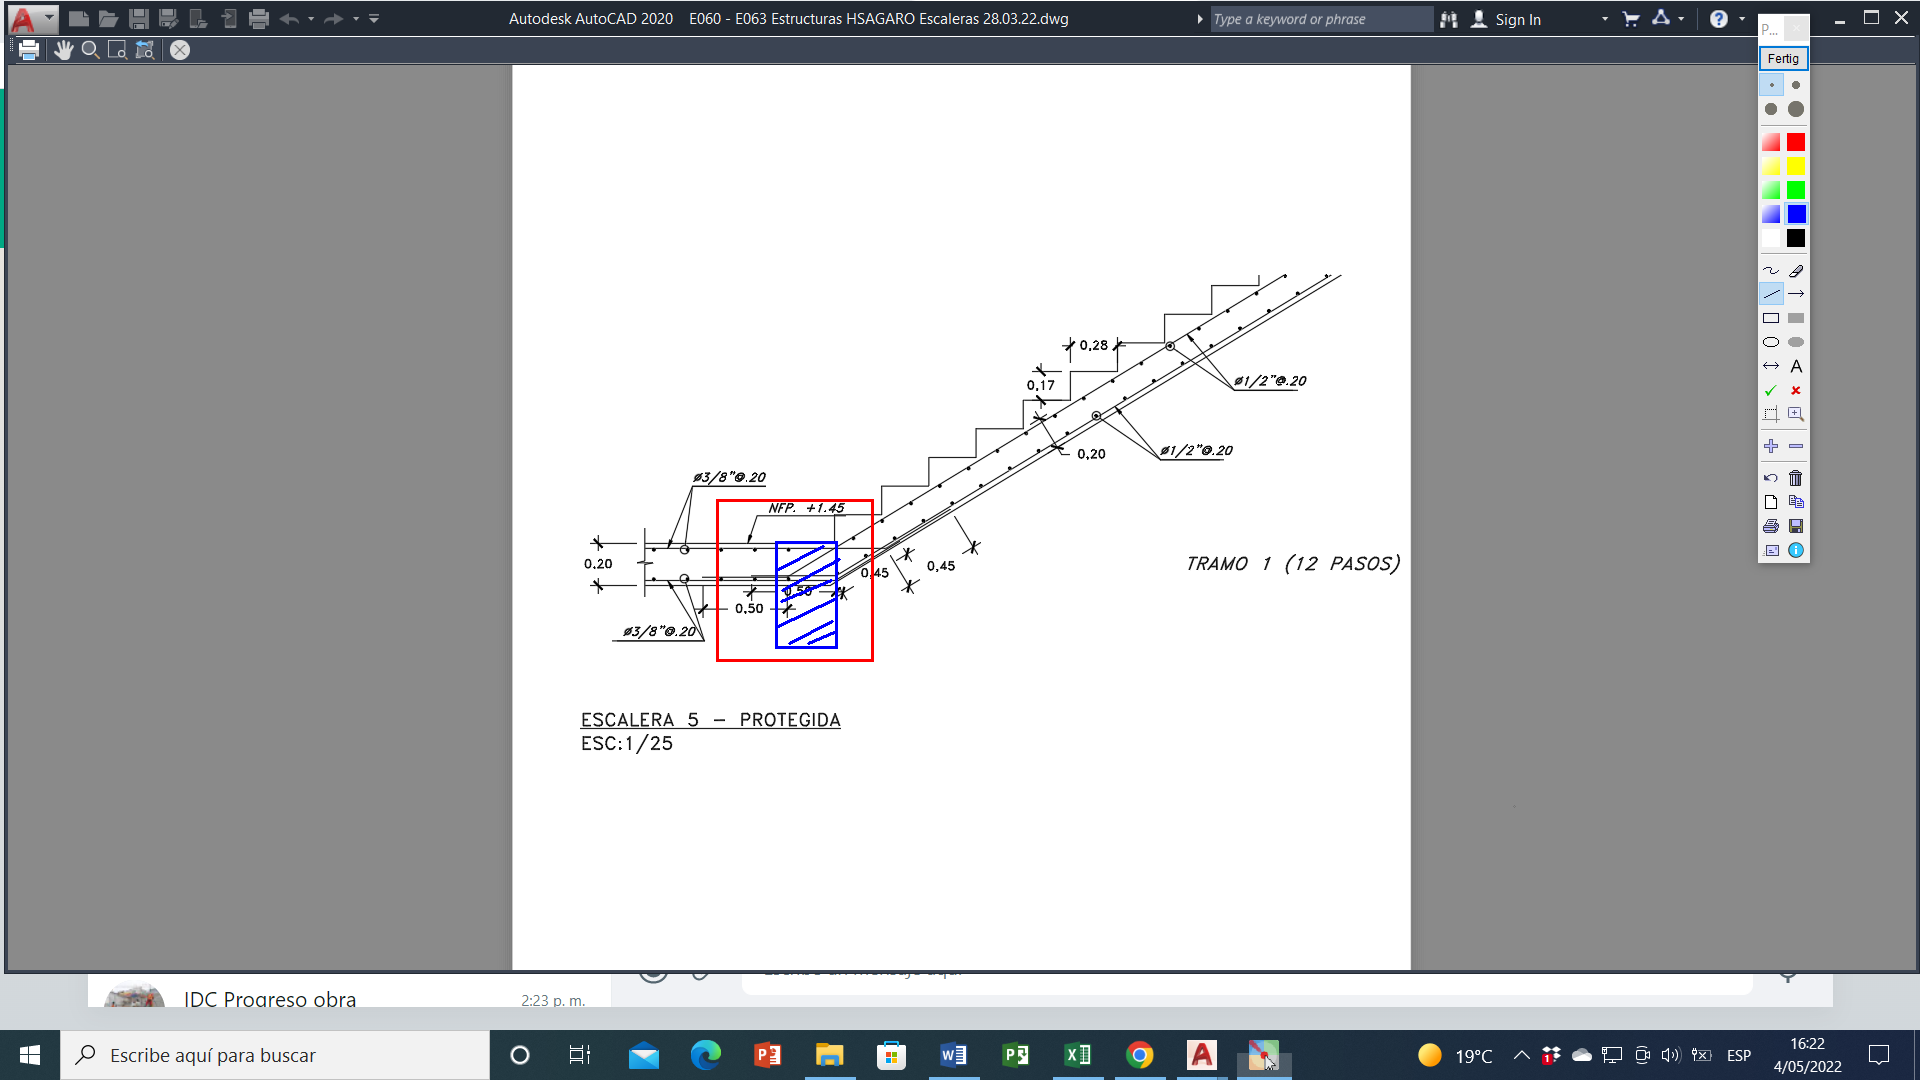 Autodesk AutoCAD 2020 E060 - E063 Estructuras HSAGARO Escaleras 28.03.22.dwg
Type a keyword or phrase
Sign In
P...
Fertig
A
0,28
0,17
ø1/2"@.20
ø1/2"@.20
0,20
ø3/8"@.20
NFP. +1.45
0.20
0,45
0,45
TRAMO 1 (12 PASOS)
0,50
0,50
ø3/8"@.20
ESCALERA 5 – PROTEGIDA
ESC:1/25
IDC Progreso obra
2:23 p. m.
Escribe aquí para buscar
19°C
ESP
16:22
4/05/2022